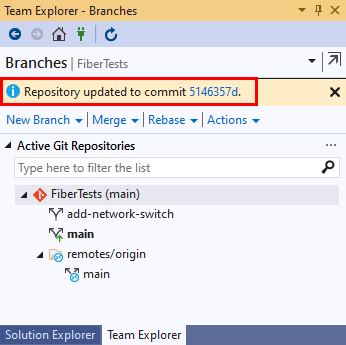 Team Explorer - Branches
Branches | FiberTests
Repository updated to commit 5146357d.
New Branch | Merge | Rebase | Actions
Active Git Repositories
Type here to filter the list
FiberTests (main)
add-network-switch
main
remotes/origin
main
Solution Explorer Team Explorer